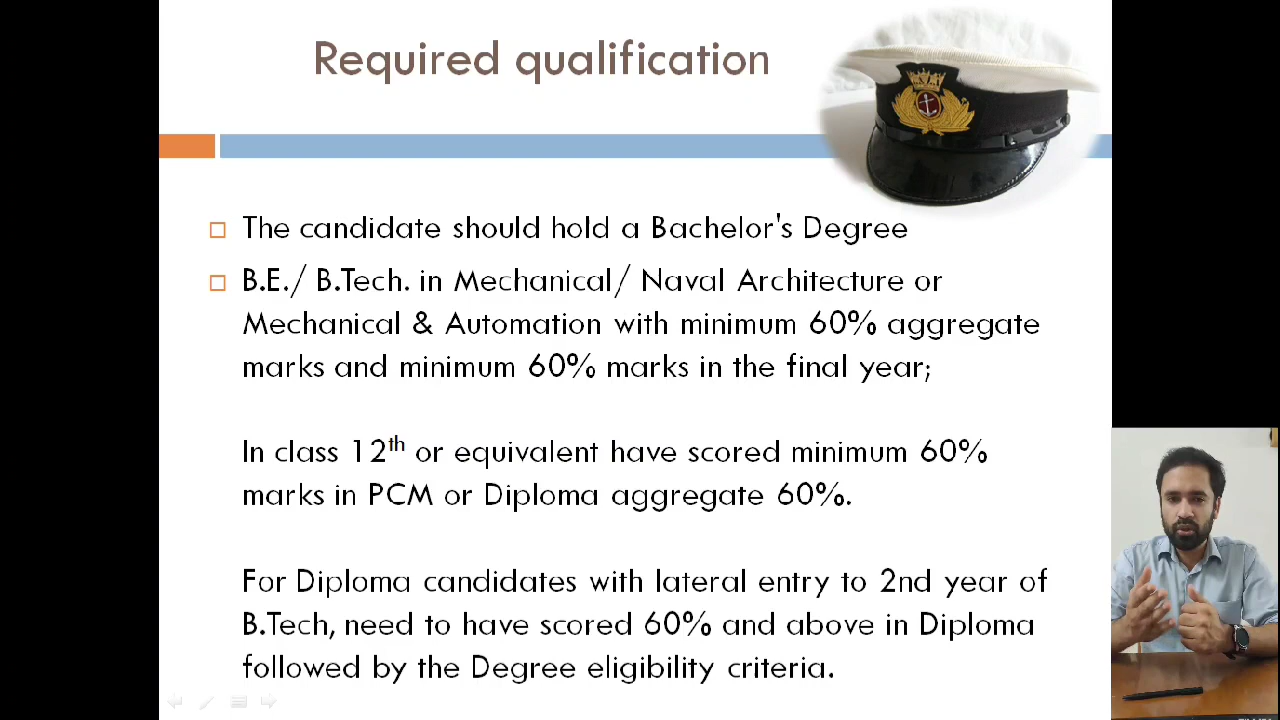 Required qualification
The candidate should hold a Bachelor's Degree
B.E./ B.Tech. in Mechanical/ Naval Architecture or
Mechanical & Automation with minimum 60% aggregate
marks and minimum 60% marks in the final year;
In class 12th or equivalent have scored minimum 60%
marks in PCM or Diploma aggregate 60%.
For Diploma candidates with lateral entry to 2nd year of
B.Tech, need to have scored 60% and above in Diploma
followed by the Degree eligibility criteria.